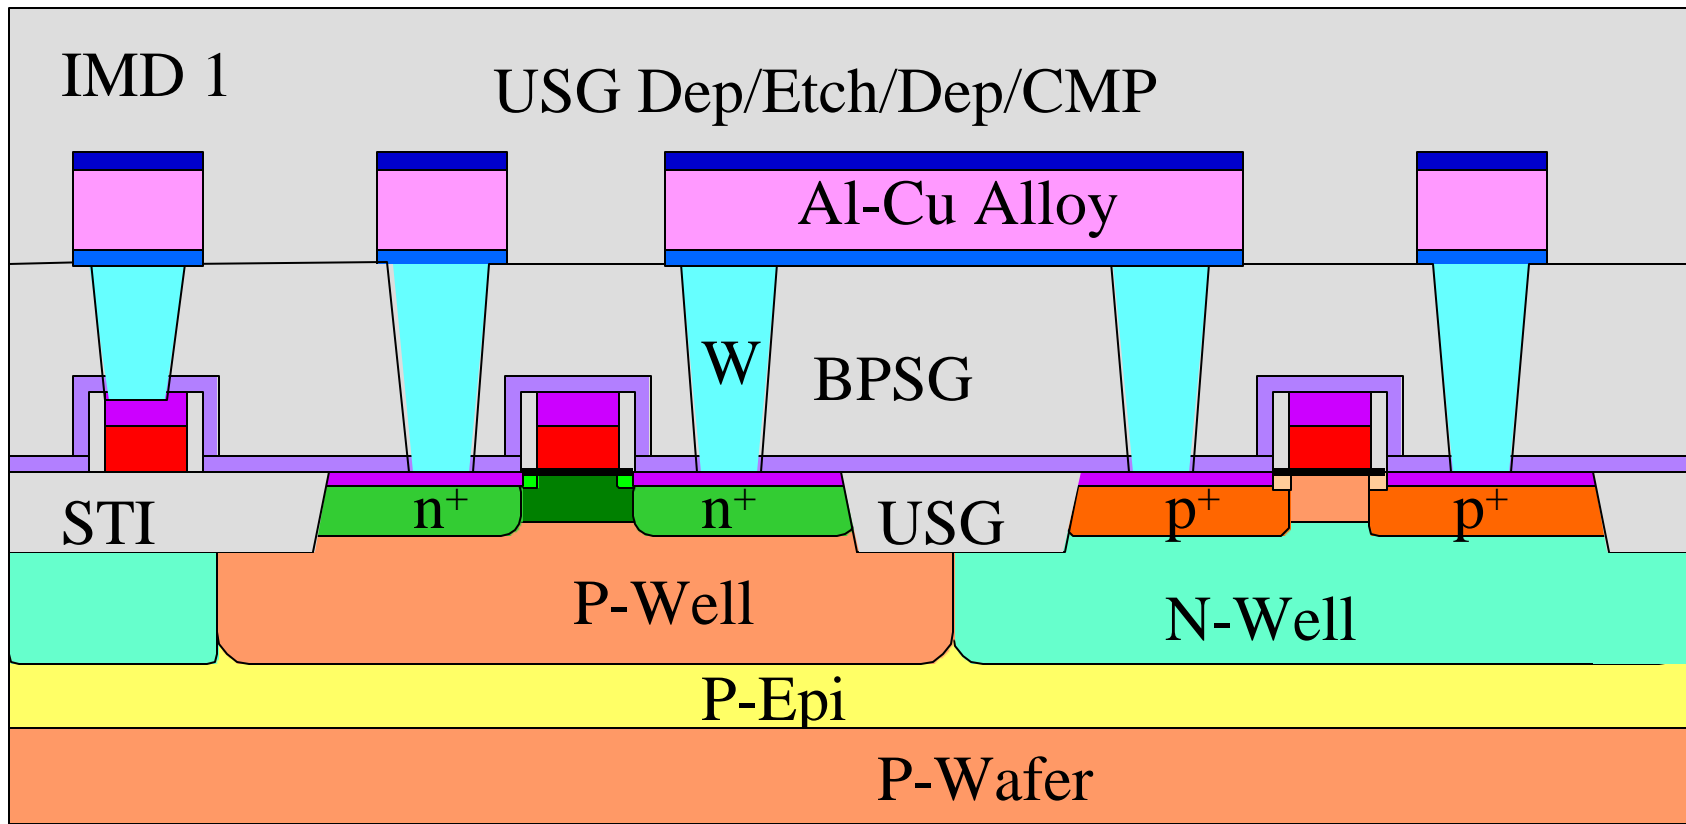 IMD 1
USG Dep/Etch/Dep/CMP
Al-Cu Alloy
W
BPSG
STI
n+
n+
USG
p+
p+
P-Well
N-Well
P-Epi
P-Wafer